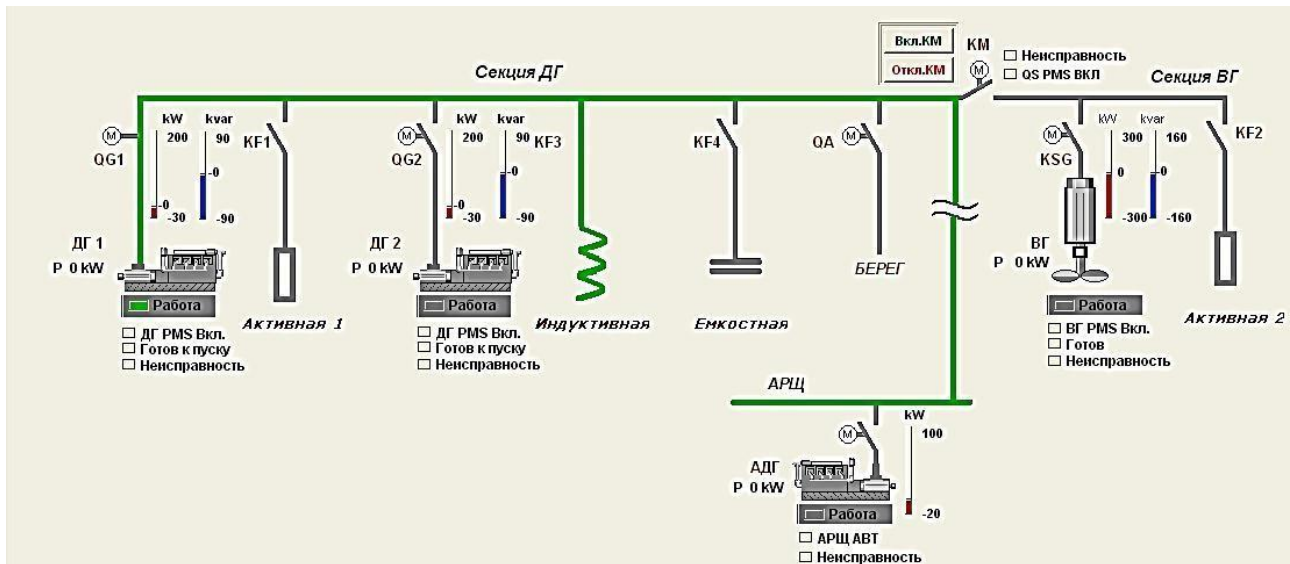 Вкл.КМ
Откл.КМ
КМ
Неисправность
QS PMS ВКЛ
Секция ДГ
Секция ВГ
М
М
QG1
kW
200
-0
-30
kvar
90
-0
-90
KF1
М
QG2
kW
200
-0
-30
kvar
90
-0
-90
KF3
KF4
QA
М
М
KSG
kW
300
0
-300
kvar
160
0
-160
KF2
ДГ 1
P 0 kW
Работа
ДГ PMS Вкл.
Готов к пуску
Неисправность
Активная 1
ДГ 2
P 0 kW
Работа
ДГ PMS Вкл.
Готов к пуску
Неисправность
Индуктивная
Емкостная
БЕРЕГ
ВГ
P 0 kW
Работа
ВГ PMS Вкл.
Готов
Неисправность
Активная 2
АРЩ
М
kW
100
-20
АДГ
P 0 kW
Работа
АРЩ АВТ
Неисправность